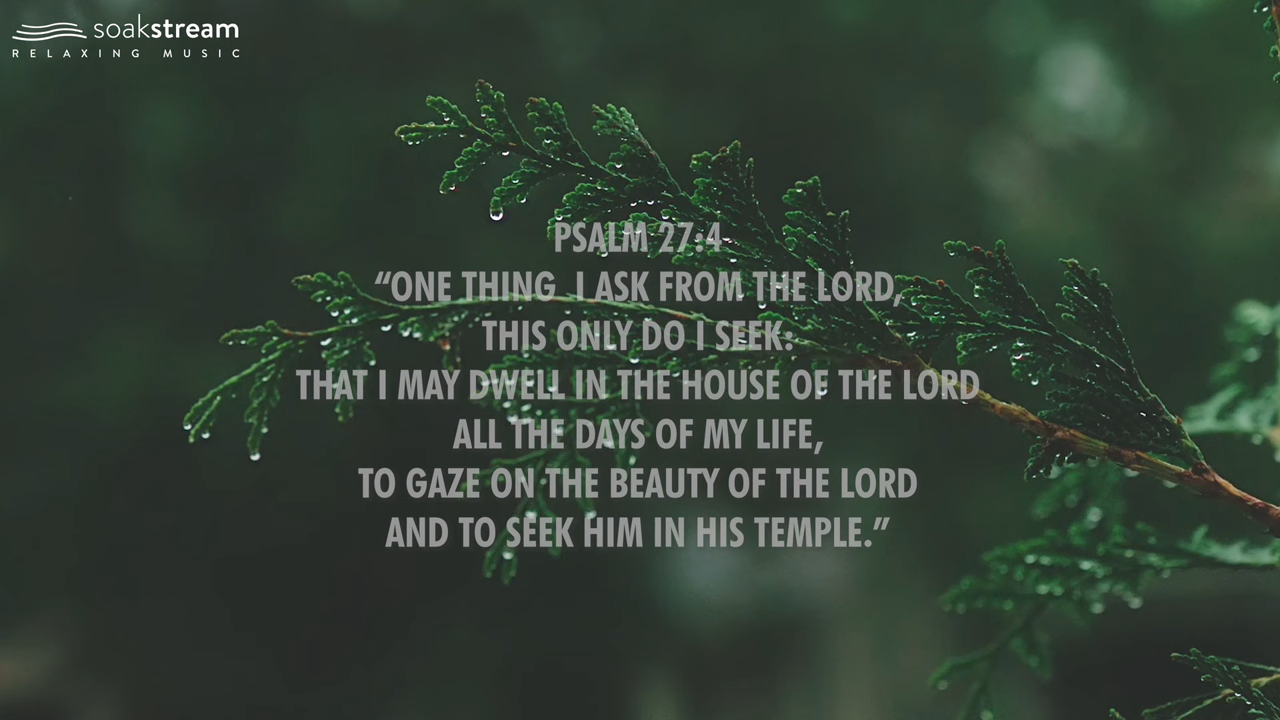 soakstream
RELAXING MUSIC
PSALM 27:4
“ONE THING I ASK FROM THE LORD,
THIS ONLY DO I SEEK:
THAT I MAY DWELL IN THE HOUSE OF THE LORD
ALL THE DAYS OF MY LIFE,
TO GAZE ON THE BEAUTY OF THE LORD
AND TO SEEK HIM IN HIS TEMPLE.”